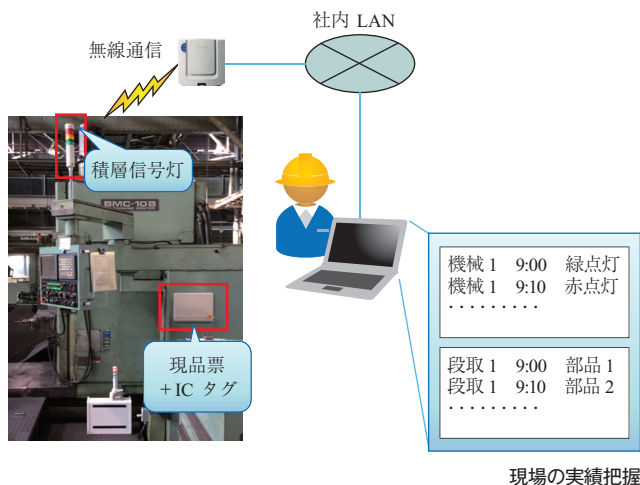 社内 LAN
無線通信
積層信号灯
BMC-10B
現品票
+IC タグ
機械 1 9:00 緑点灯
機械 1 9:10 赤点灯
・・・・・・・・・
段取 1 9:00 部品 1
段取 1 9:10 部品 2
・・・・・・・・・
現場の実績把握